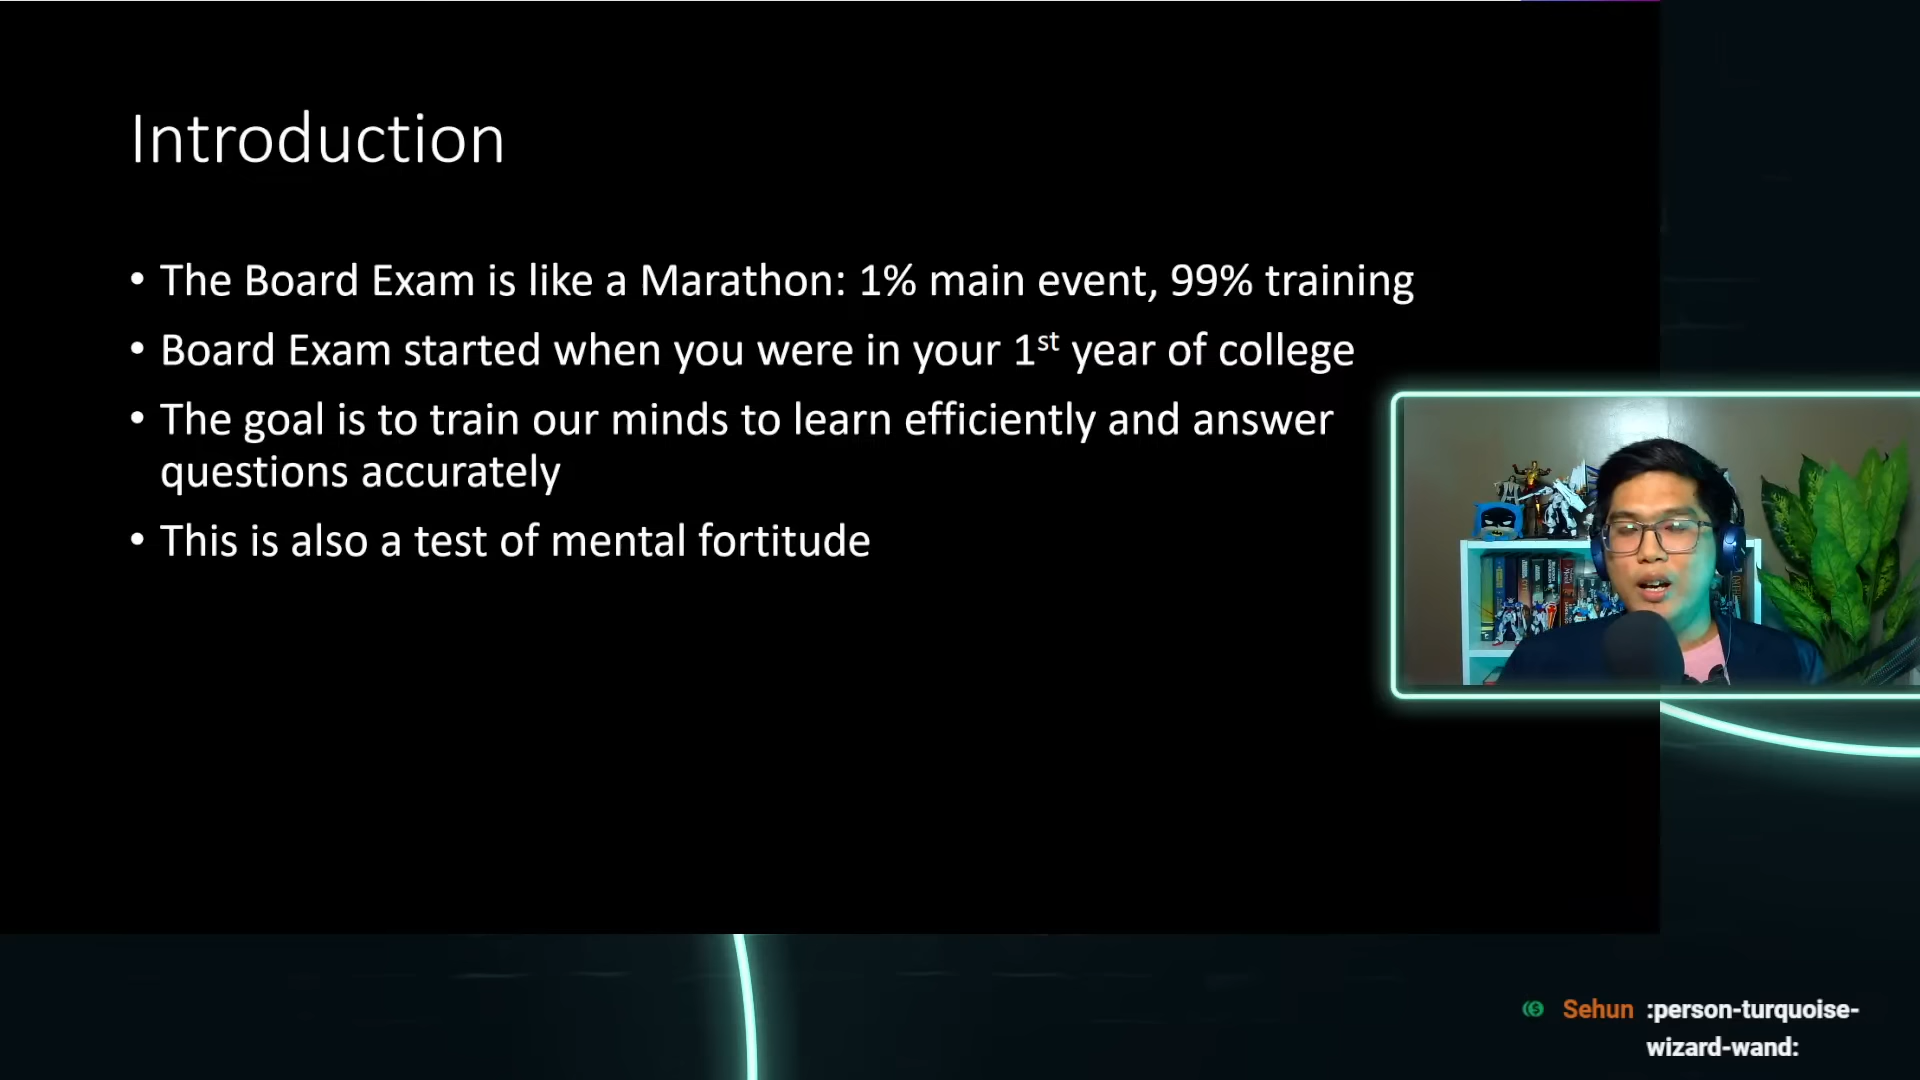 Introduction
• The Board Exam is like a Marathon: 1% main event, 99% training
• Board Exam started when you were in your 1st year of college
• The goal is to train our minds to learn efficiently and answer
questions accurately
• This is also a test of mental fortitude
Sehun :person-turquoise-
wizard-wand: